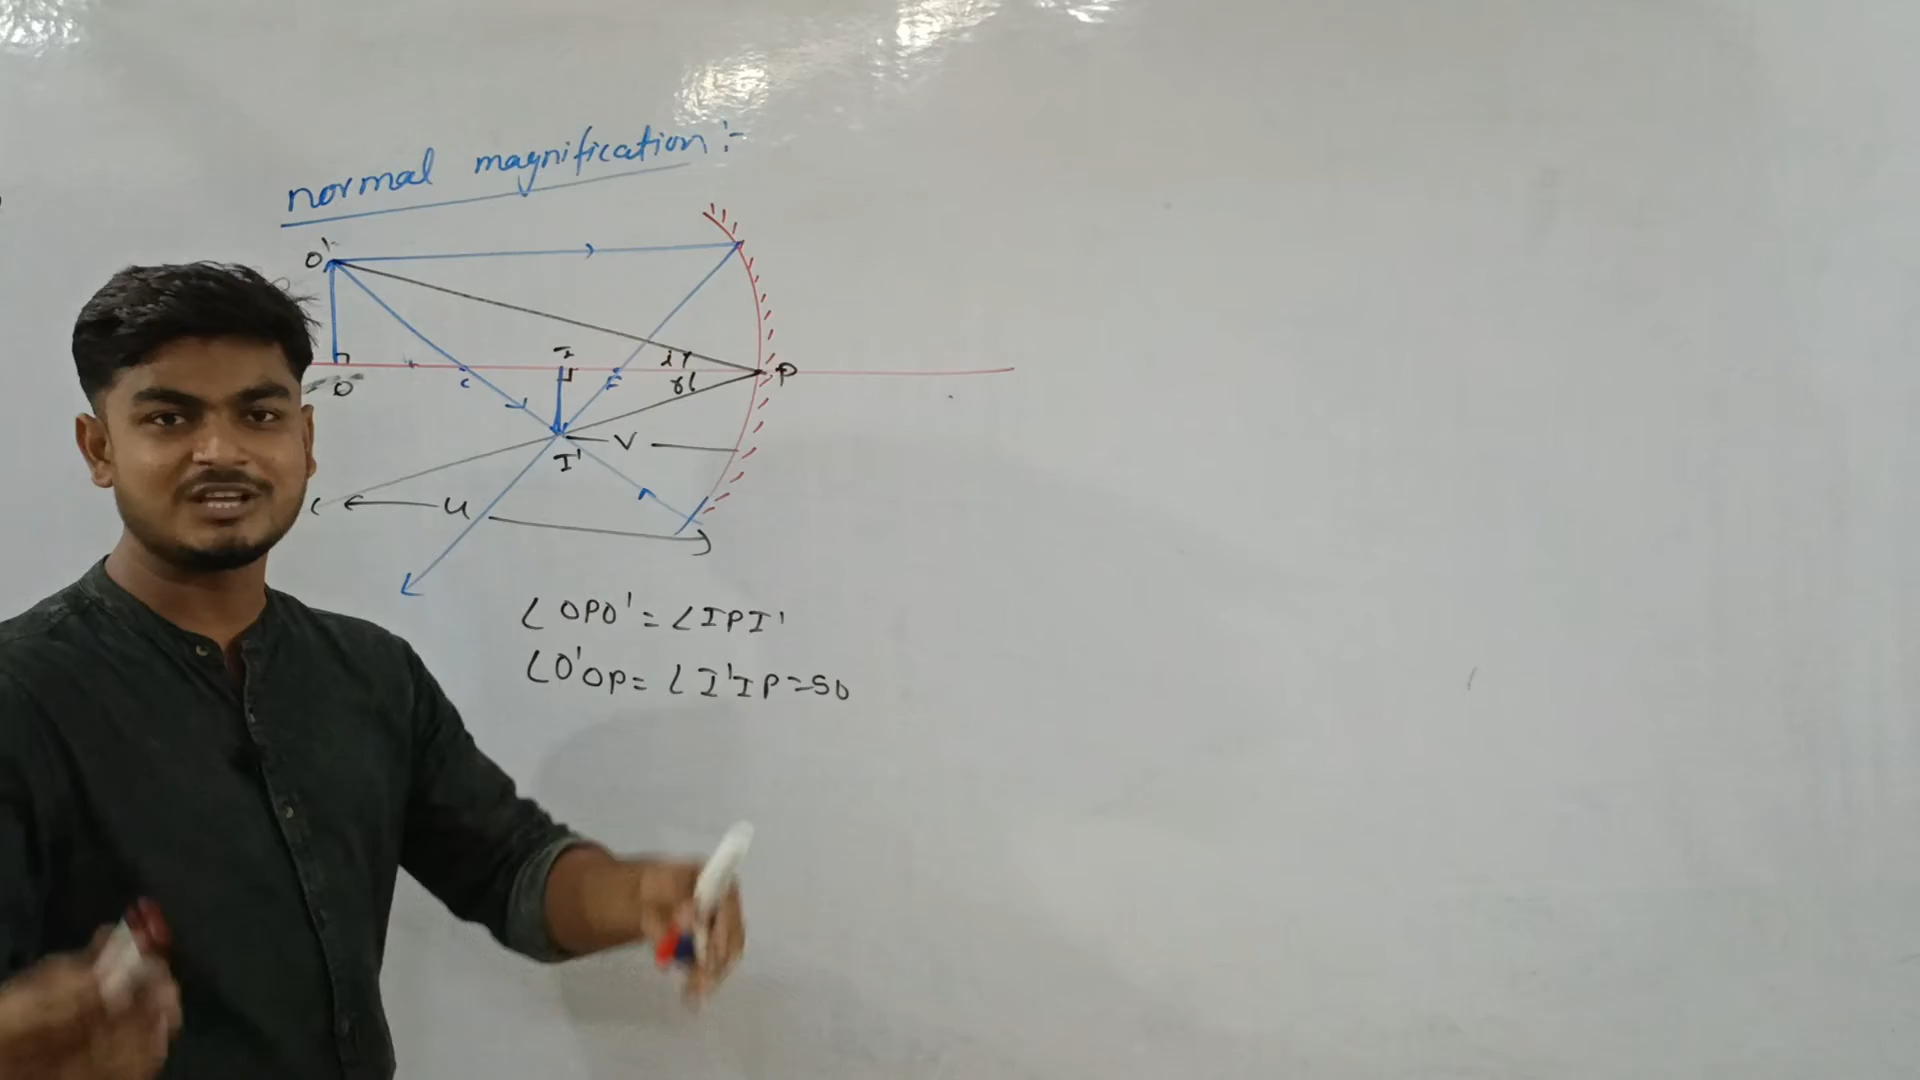 normal magnification :-
O'
I
i r
P
O
C
F
r i
V
I'
U
∠OPO' = ∠IPI'
∠O'OP = ∠I'IP = 90